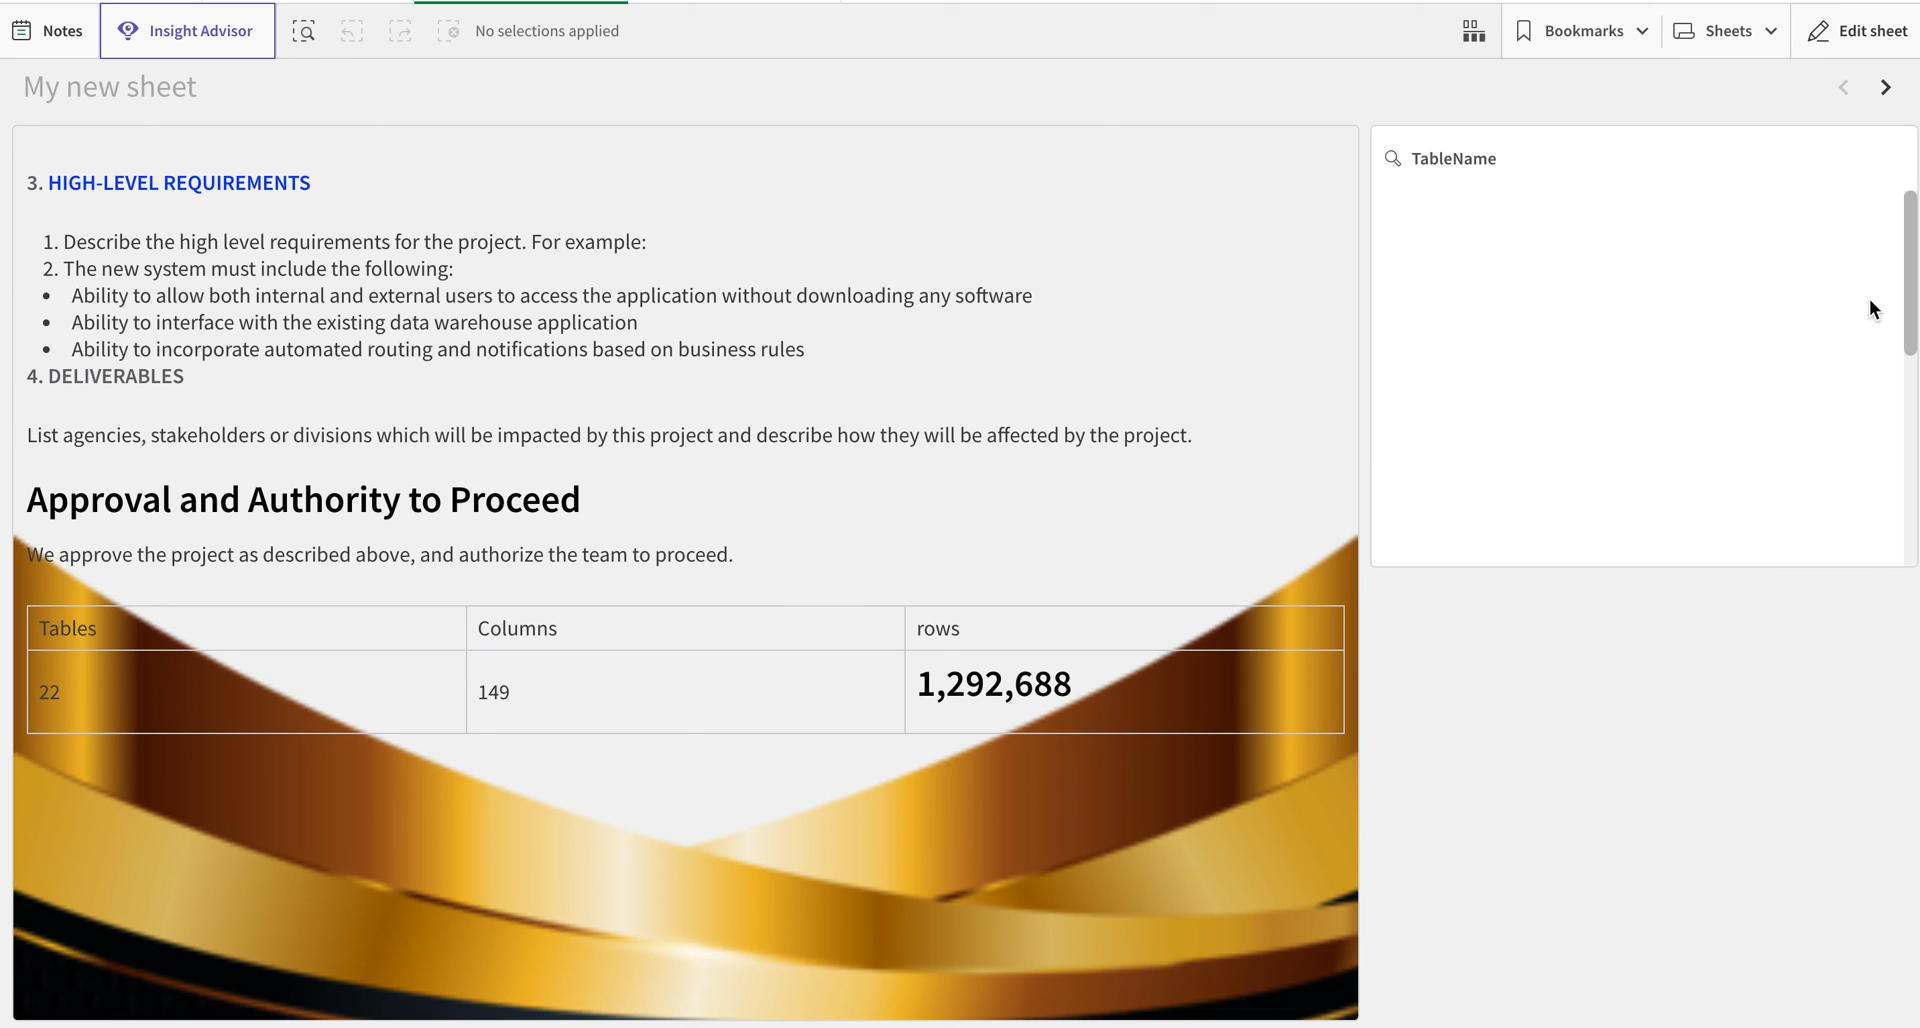 Notes
Insight Advisor
No selections applied
Bookmarks
Sheets
Edit sheet
My new sheet
3. HIGH-LEVEL REQUIREMENTS
1. Describe the high level requirements for the project. For example:
2. The new system must include the following:
• Ability to allow both internal and external users to access the application without downloading any software
• Ability to interface with the existing data warehouse application
• Ability to incorporate automated routing and notifications based on business rules
4. DELIVERABLES
List agencies, stakeholders or divisions which will be impacted by this project and describe how they will be affected by the project.
Approval and Authority to Proceed
We approve the project as described above, and authorize the team to proceed.
Tables
Columns
rows
22
149
1,292,688
TableName